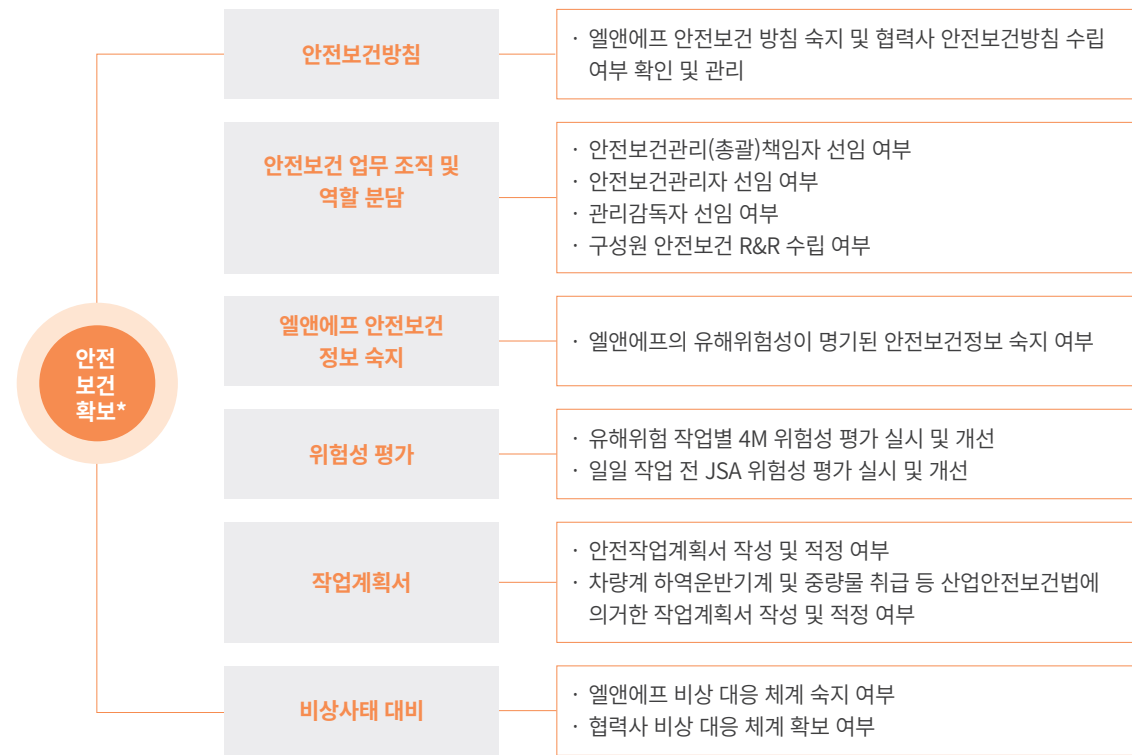 안전보건방침
· 엘앤에프 안전보건 방침 숙지 및 협력사 안전보건방침 수립
여부 확인 및 관리
안전보건 업무 조직 및
역할 분담
· 안전보건관리(총괄)책임자 선임 여부
· 안전보건관리자 선임 여부
· 관리감독자 선임 여부
· 구성원 안전보건 R&R 수립 여부
안전
보건
확보*
엘앤에프 안전보건
정보 숙지
· 엘앤에프의 유해위험성이 명기된 안전보건정보 숙지 여부
위험성 평가
· 유해위험 작업별 4M 위험성 평가 실시 및 개선
· 일일 작업 전 JSA 위험성 평가 실시 및 개선
작업계획서
· 안전작업계획서 작성 및 적정 여부
· 차량계 하역운반기계 및 중량물 취급 등 산업안전보건법에
의거한 작업계획서 작성 및 적정 여부
비상사태 대비
· 엘앤에프 비상 대응 체계 숙지 여부
· 협력사 비상 대응 체계 확보 여부